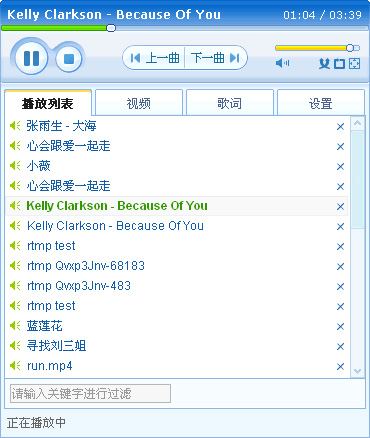 Kelly Clarkson - Because Of You 01:04 / 03:39
上一曲 下一曲
播放列表 视频 歌词 设置
张雨生 - 大海
心会跟爱一起走
小薇
心会跟爱一起走
Kelly Clarkson - Because Of You
Kelly Clarkson - Because Of You
rtmp test
rtmp Qvxp3Jnv-68183
rtmp Qvxp3Jnv-483
rtmp test
蓝莲花
寻找刘三姐
run.mp4
请输入关键字进行过滤
正在播放中